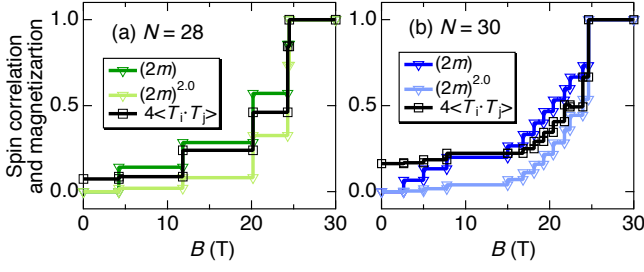 Spin correlation
and magnetizartion
1.0
0.5
0.0
(a) N = 28
(2m)
(2m)^2.0
4<T_i · T_j>
0 10 20 30
B (T)
1.0
0.5
0.0
(b) N = 30
(2m)
(2m)^2.0
4<T_i · T_j>
0 10 20 30
B (T)